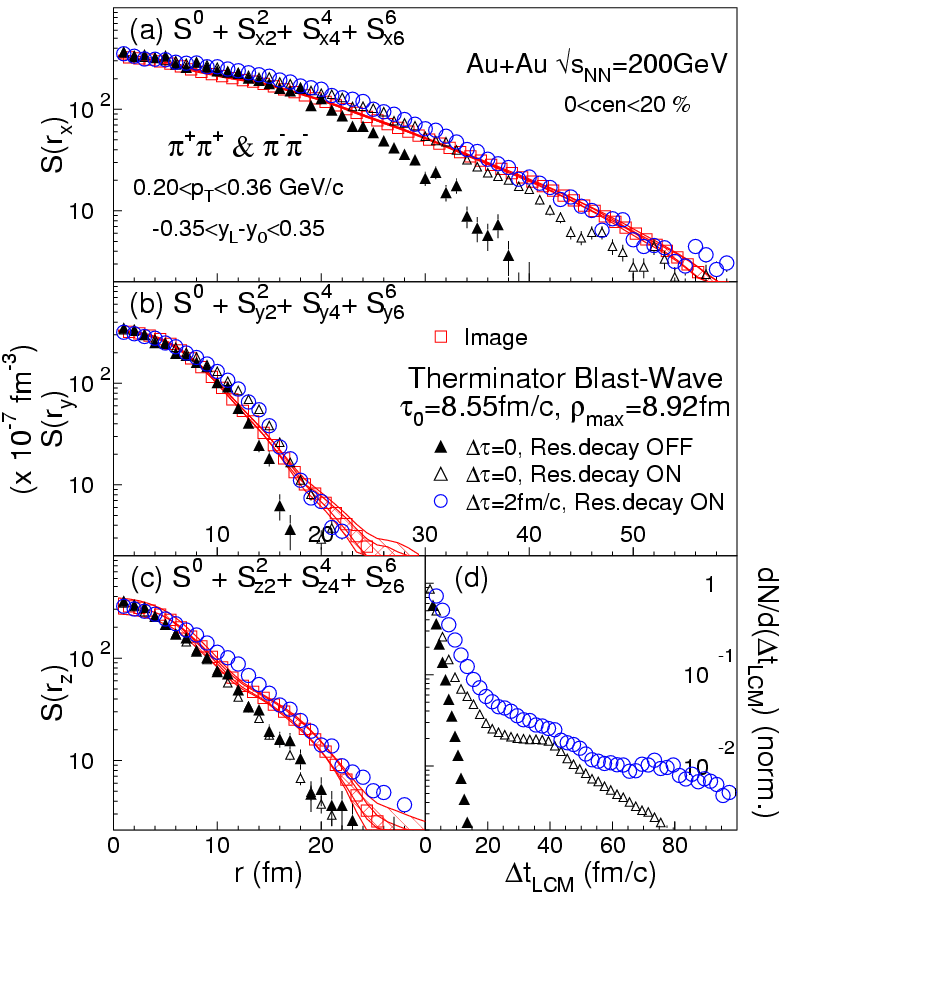 (a) S⁰ + S²ₓ₂ + S⁴ₓ₄ + S⁶ₓ₆
Au+Au √s_NN=200GeV
0<cen<20 %
π⁺π⁺ & π⁻π⁻
0.20<p_T<0.36 GeV/c
-0.35<y_L-y₀<0.35
S(r_x)
10²
10
(b) S⁰ + S²_y2 + S⁴_y4 + S⁶_y6
Image
Therminator Blast-Wave
τ₀=8.55fm/c, ρ_max=8.92fm
Δτ=0, Res.decay OFF
Δτ=0, Res.decay ON
Δτ=2fm/c, Res.decay ON
(x 10⁻⁷ fm⁻³)
S(r_y)
10²
10
10 20 30 40 50
(c) S⁰ + S²_z2 + S⁴_z4 + S⁶_z6
S(r_z)
10²
10
0 10 20
r (fm)
(d)
1
10⁻¹
10⁻²
dN/d(Δt_LCM) (norm.)
0 20 40 60 80
Δt_LCM (fm/c)